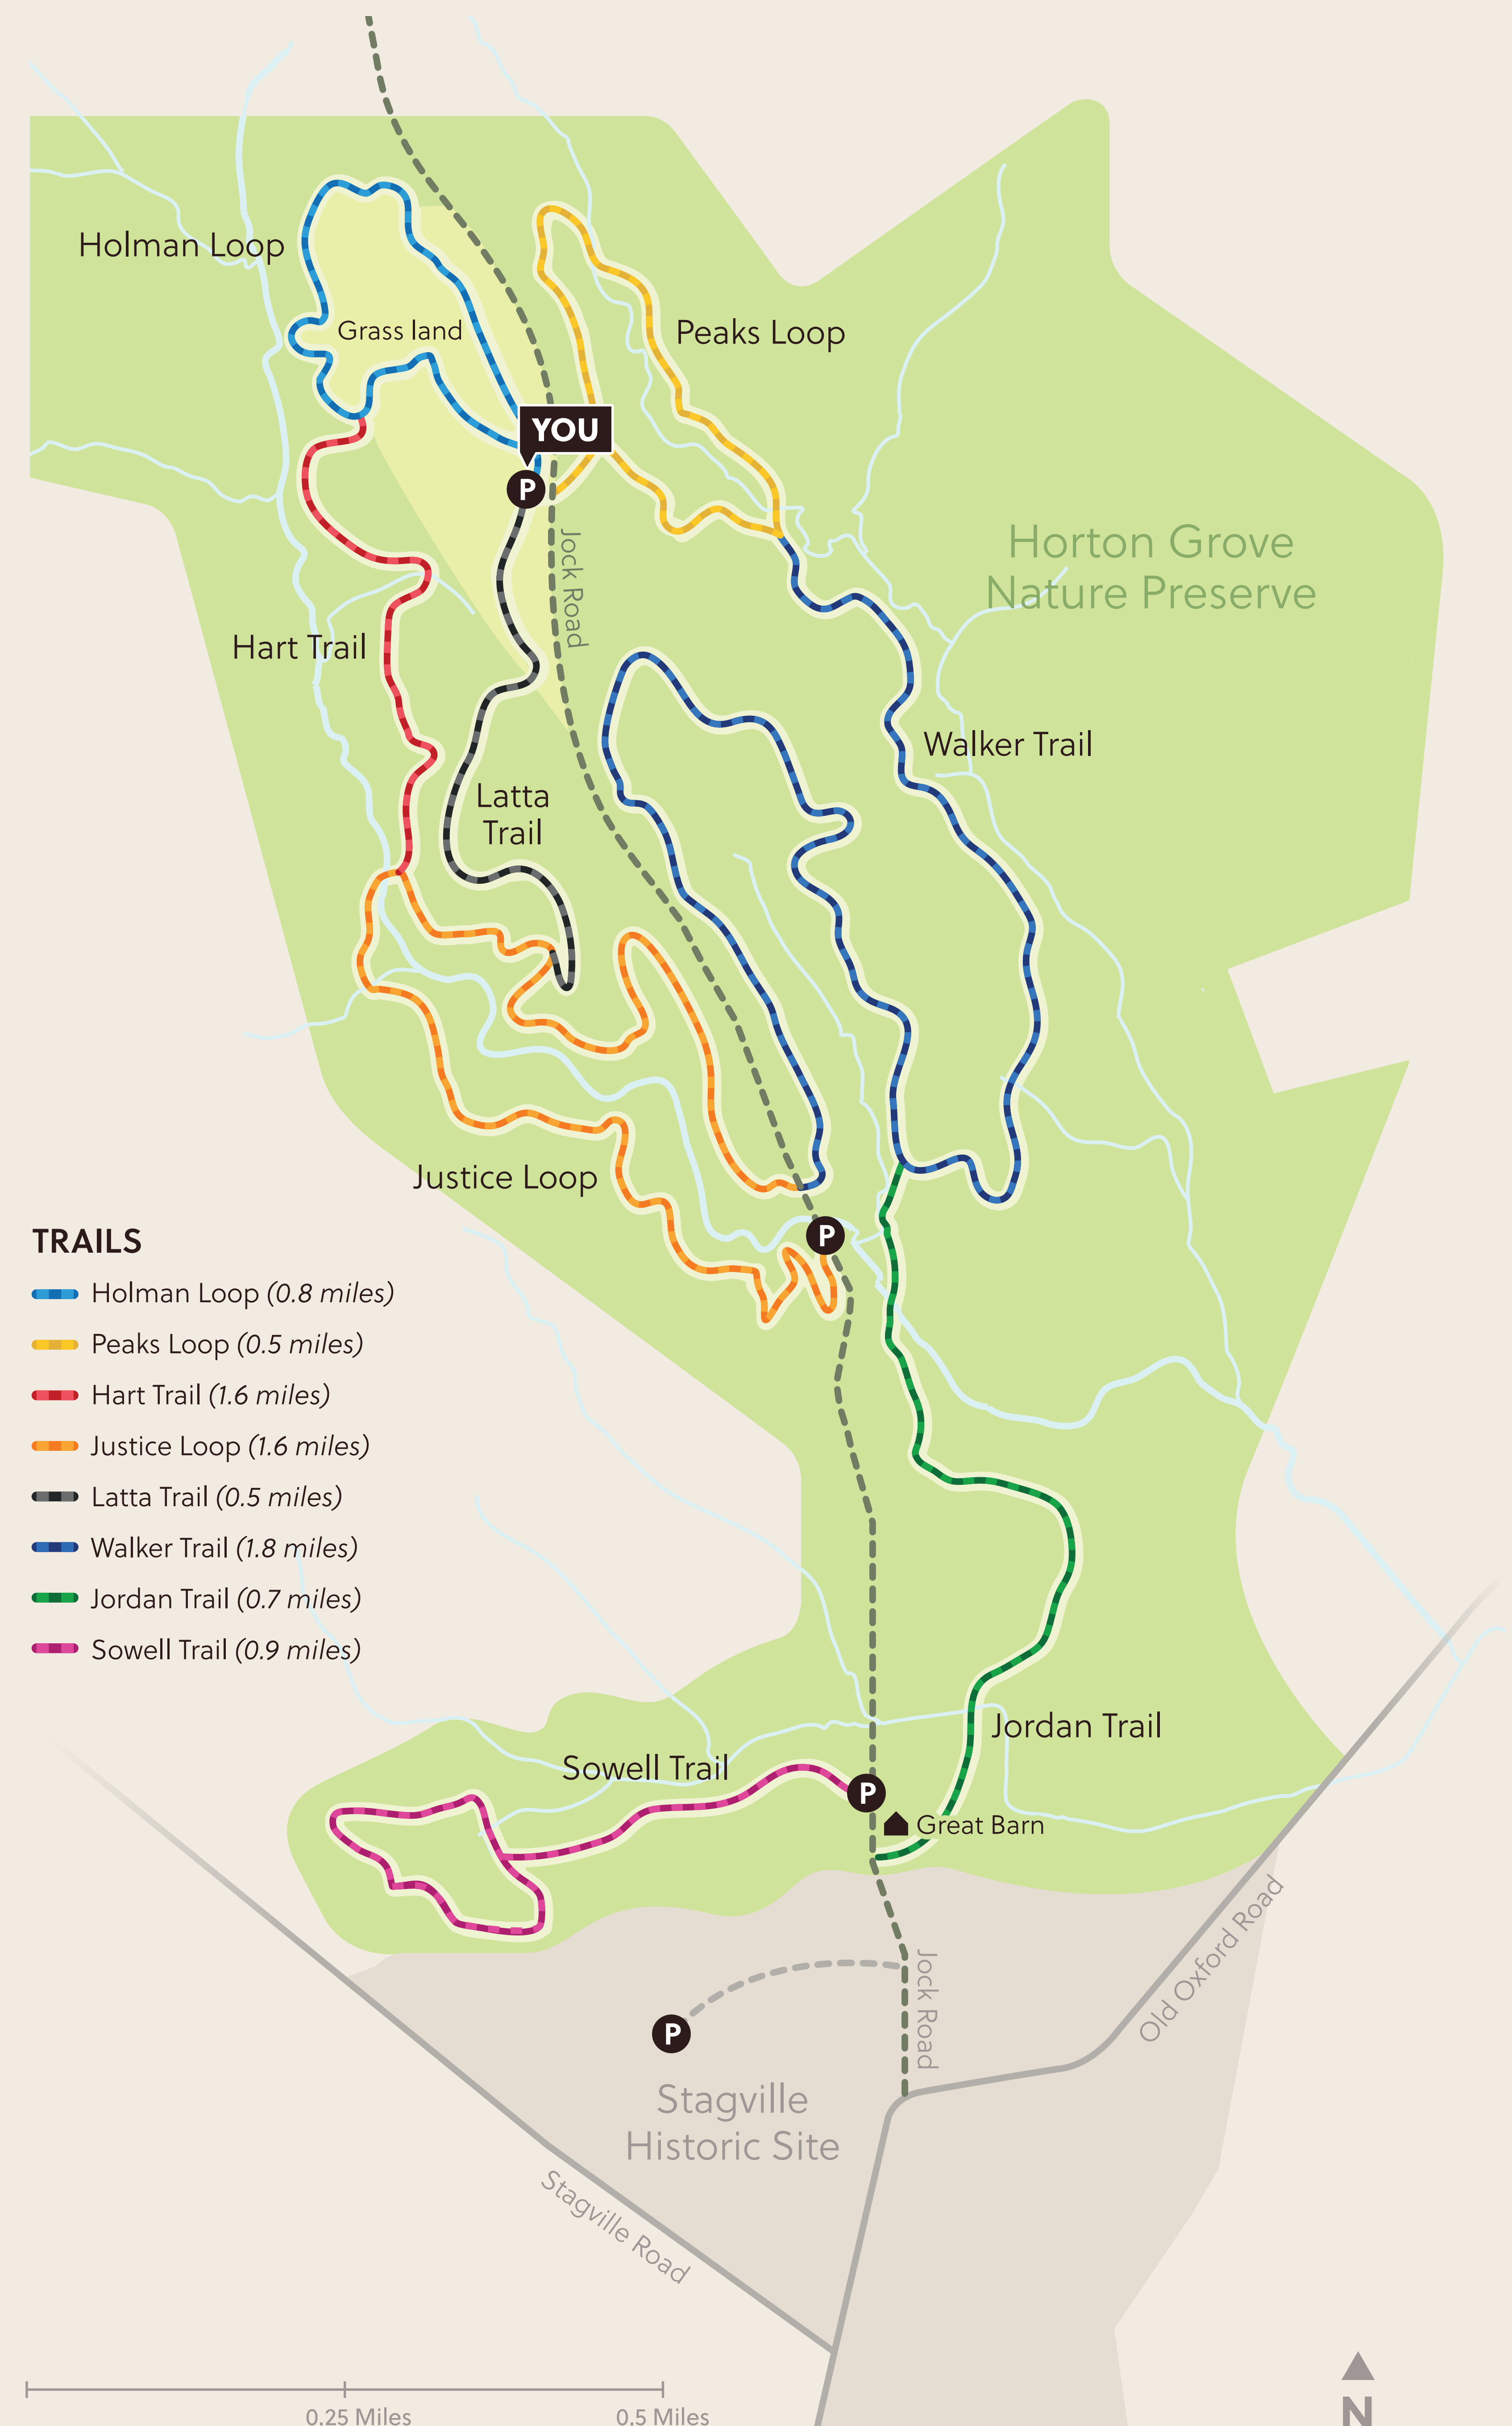 Holman Loop
Grass land
Peaks Loop
YOU
P
Jock Road
Horton Grove
Nature Preserve
Hart Trail
Walker Trail
Latta
Trail
Justice Loop
P
TRAILS
Holman Loop (0.8 miles)
Peaks Loop (0.5 miles)
Hart Trail (1.6 miles)
Justice Loop (1.6 miles)
Latta Trail (0.5 miles)
Walker Trail (1.8 miles)
Jordan Trail (0.7 miles)
Sowell Trail (0.9 miles)
Jordan Trail
Sowell Trail
P
Great Barn
Jock Road
Old Oxford Road
P
Stagville
Historic Site
Stagville Road
0.25 Miles
0.5 Miles
N